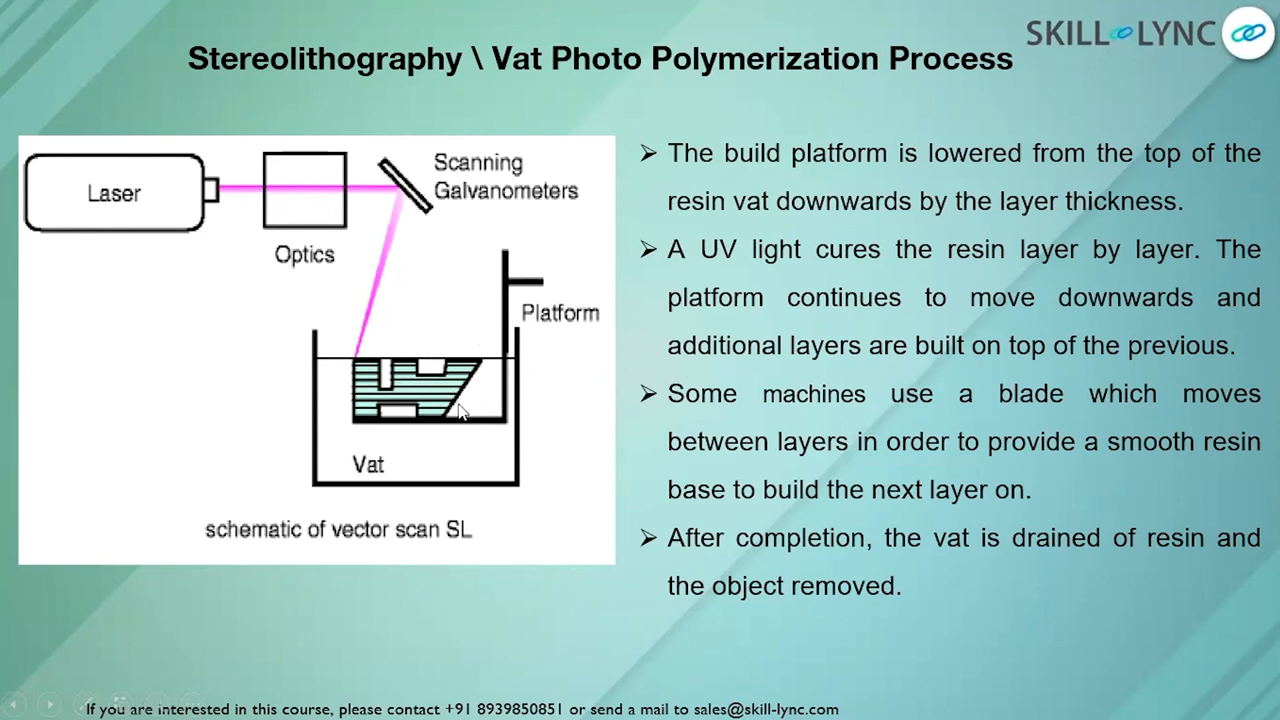 SKILL LYNC
Stereolithography \ Vat Photo Polymerization Process
Laser
Optics
Scanning
Galvanometers
Platform
Vat
schematic of vector scan SL
➢ The build platform is lowered from the top of the
resin vat downwards by the layer thickness.
➢ A UV light cures the resin layer by layer. The
platform continues to move downwards and
additional layers are built on top of the previous.
➢ Some machines use a blade which moves
between layers in order to provide a smooth resin
base to build the next layer on.
➢ After completion, the vat is drained of resin and
the object removed.
If you are interested in this course, please contact +91 8939850851 or send a mail to sales@skill-lync.com